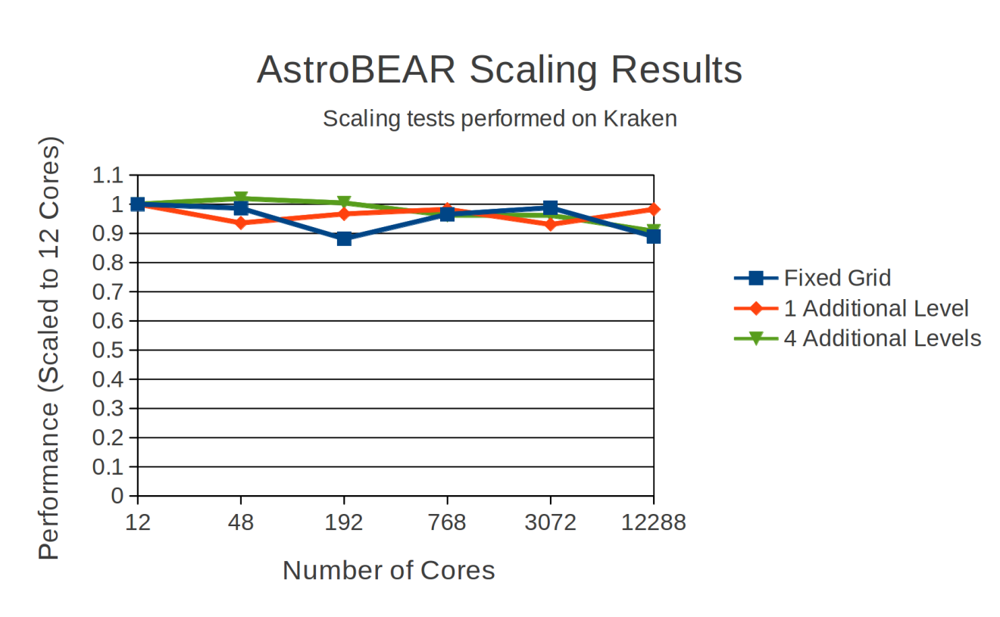 AstroBEAR Scaling Results
Scaling tests performed on Kraken
Performance (Scaled to 12 Cores)
1.1
1
0.9
0.8
0.7
0.6
0.5
0.4
0.3
0.2
0.1
0
12 48 192 768 3072 12288
Number of Cores
Fixed Grid
1 Additional Level
4 Additional Levels